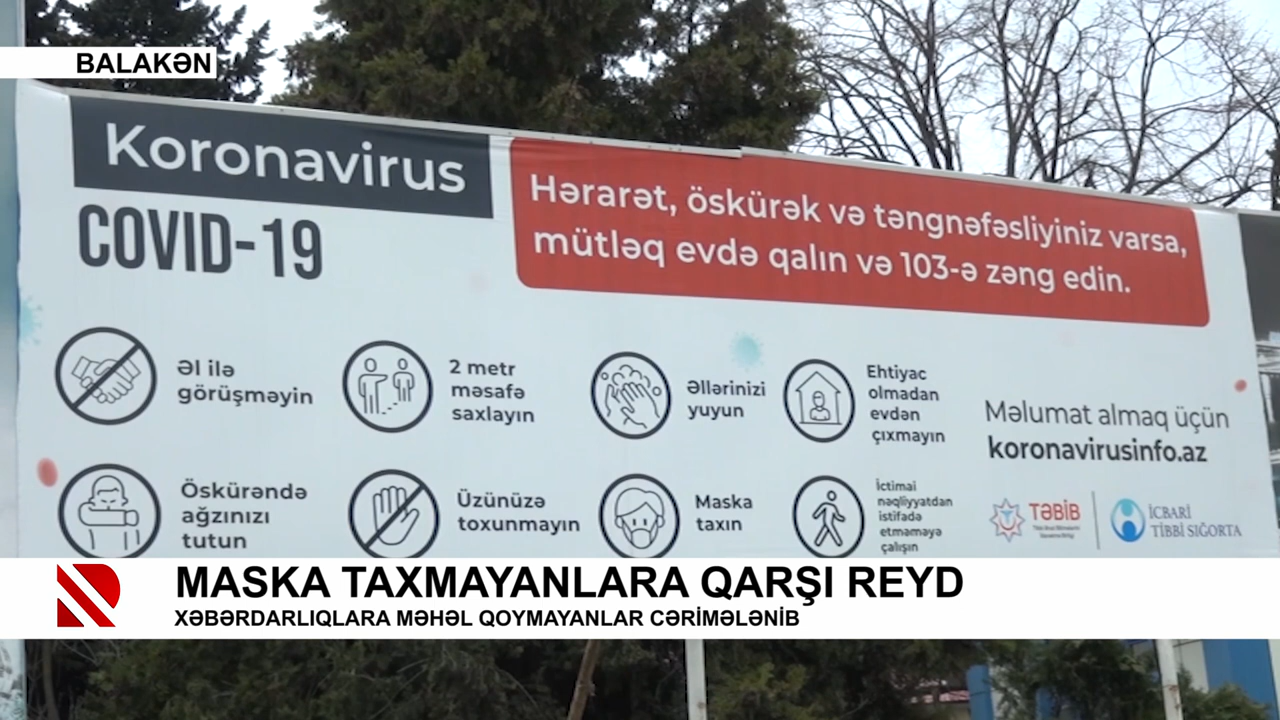 BALAKƏN
Koronavirus
COVID-19
Hərarət, öskürək və təngnəfəsliyiniz varsa,
mütləq evdə qalın və 103-ə zəng edin.
Əl ilə
görüşməyin
2 metr
məsafə
saxlayın
Əllərinizi
yuyun
Ehtiyac
olmadan
evdən
çıxmayın
Öskürəndə
ağzınızı
tutun
Üzünüzə
toxunmayın
Maska
taxın
İctimai
nəqliyyatdan
istifadə
etməməyə
çalışın
Məlumat almaq üçün
koronavirusinfo.az
TƏBİB
İCBARİ
TİBBİ SIĞORTA
MASKA TAXMAYANLARA QARŞI REYD
XƏBƏRDARLIQLARA MƏHƏL QOYMAYANLAR CƏRİMƏLƏNİB